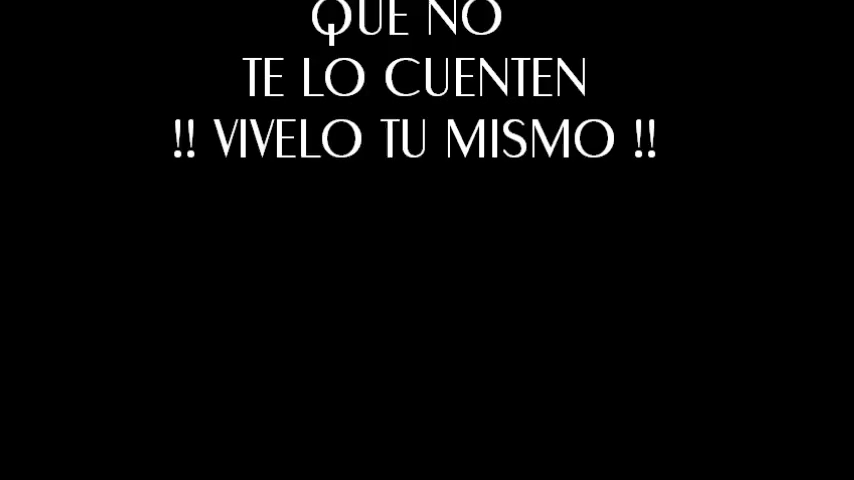 QUE NO
TE LO CUENTEN
!! VIVELO TU MISMO !!